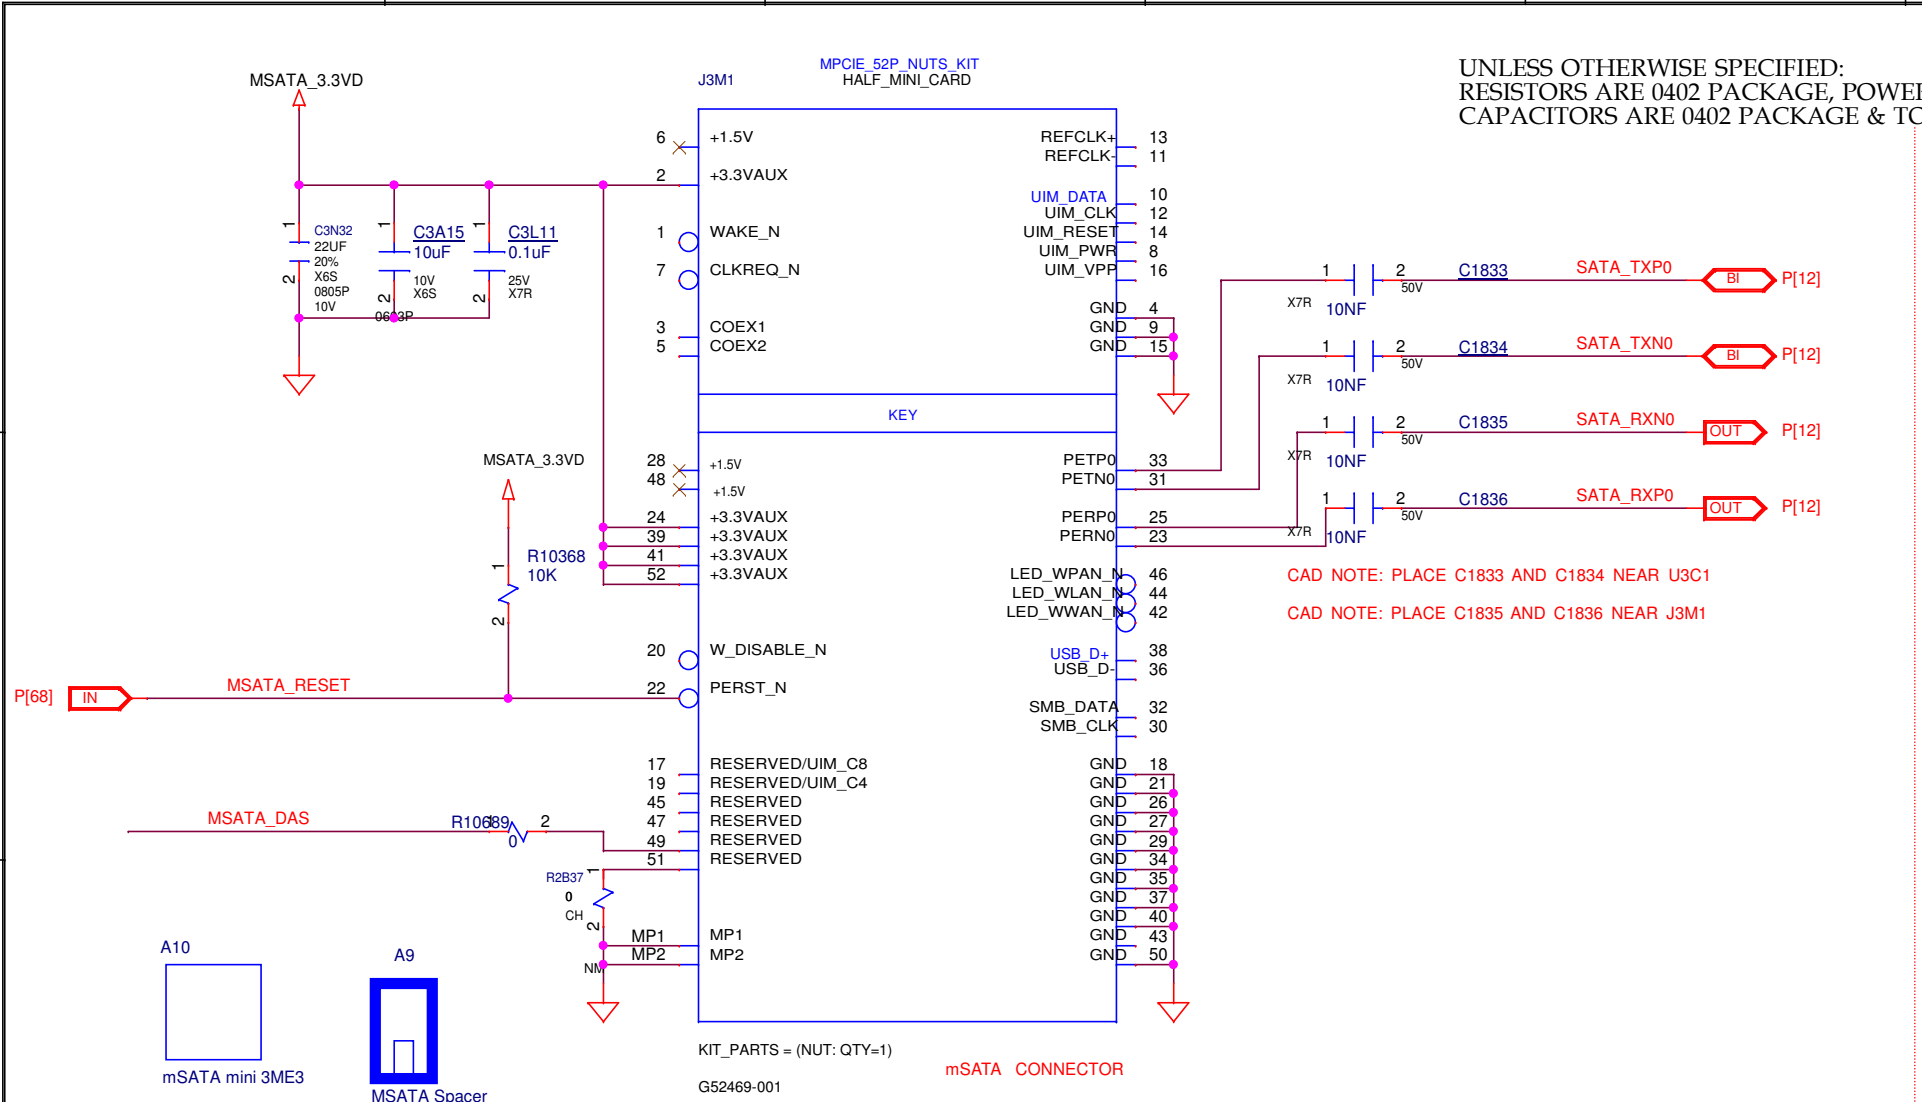 MPCIE_52P_NUTS_KIT
J3M1
HALF_MINI_CARD
MSATA_3.3VD
UNLESS OTHERWISE SPECIFIED:
RESISTORS ARE 0402 PACKAGE,
CAPACITORS ARE 0402 PACKAGE &
6 +1.5V
2 +3.3VAUX
1 WAKE_N
7 CLKREQ_N
3 COEX1
5 COEX2
REFCLK+ 13
REFCLK- 11
UIM_DATA 10
UIM_CLK 12
UIM_RESET 14
UIM_PWR 8
UIM_VPP 16
GND 4
GND 9
GND 15
1
2
C3N32
22UF
20%
X6S
0805P
10V
1
2
C3A15
10uF
10V
X6S
0603P
1
2
C3L11
0.1uF
25V
X7R
1 2 C1833 SATA_TXP0 BI P[12]
X7R 10NF 50V
1 2 C1834 SATA_TXN0 BI P[12]
X7R 10NF 50V
1 2 C1835 SATA_RXN0 OUT P[12]
X7R 10NF 50V
1 2 C1836 SATA_RXP0 OUT P[12]
X7R 10NF 50V
KEY
MSATA_3.3VD
R10368
10K
1
2
28 +1.5V
48 +1.5V
24 +3.3VAUX
39 +3.3VAUX
41 +3.3VAUX
52 +3.3VAUX
20 W_DISABLE_N
22 PERST_N
17 RESERVED/UIM_C8
19 RESERVED/UIM_C4
45 RESERVED
47 RESERVED
49 RESERVED
51 RESERVED
MP1 MP1
MP2 MP2
PETP0 33
PETN0 31
PERP0 25
PERN0 23
LED_WPAN_N 46
LED_WLAN_N 44
LED_WWAN_N 42
USB_D+ 38
USB_D- 36
SMB_DATA 32
SMB_CLK 30
GND 18
GND 21
GND 26
GND 27
GND 29
GND 34
GND 35
GND 37
GND 40
GND 43
GND 50
CAD NOTE: PLACE C1833 AND C1834 NEAR U3C1
CAD NOTE: PLACE C1835 AND C1836 NEAR J3M1
P[68] IN MSATA_RESET
MSATA_DAS
R10689 1 2
0
R2B37
0
CH
1
2
NM
A10
mSATA mini 3ME3
A9
MSATA Spacer
KIT_PARTS = (NUT: QTY=1)
mSATA CONNECTOR
G52469-001